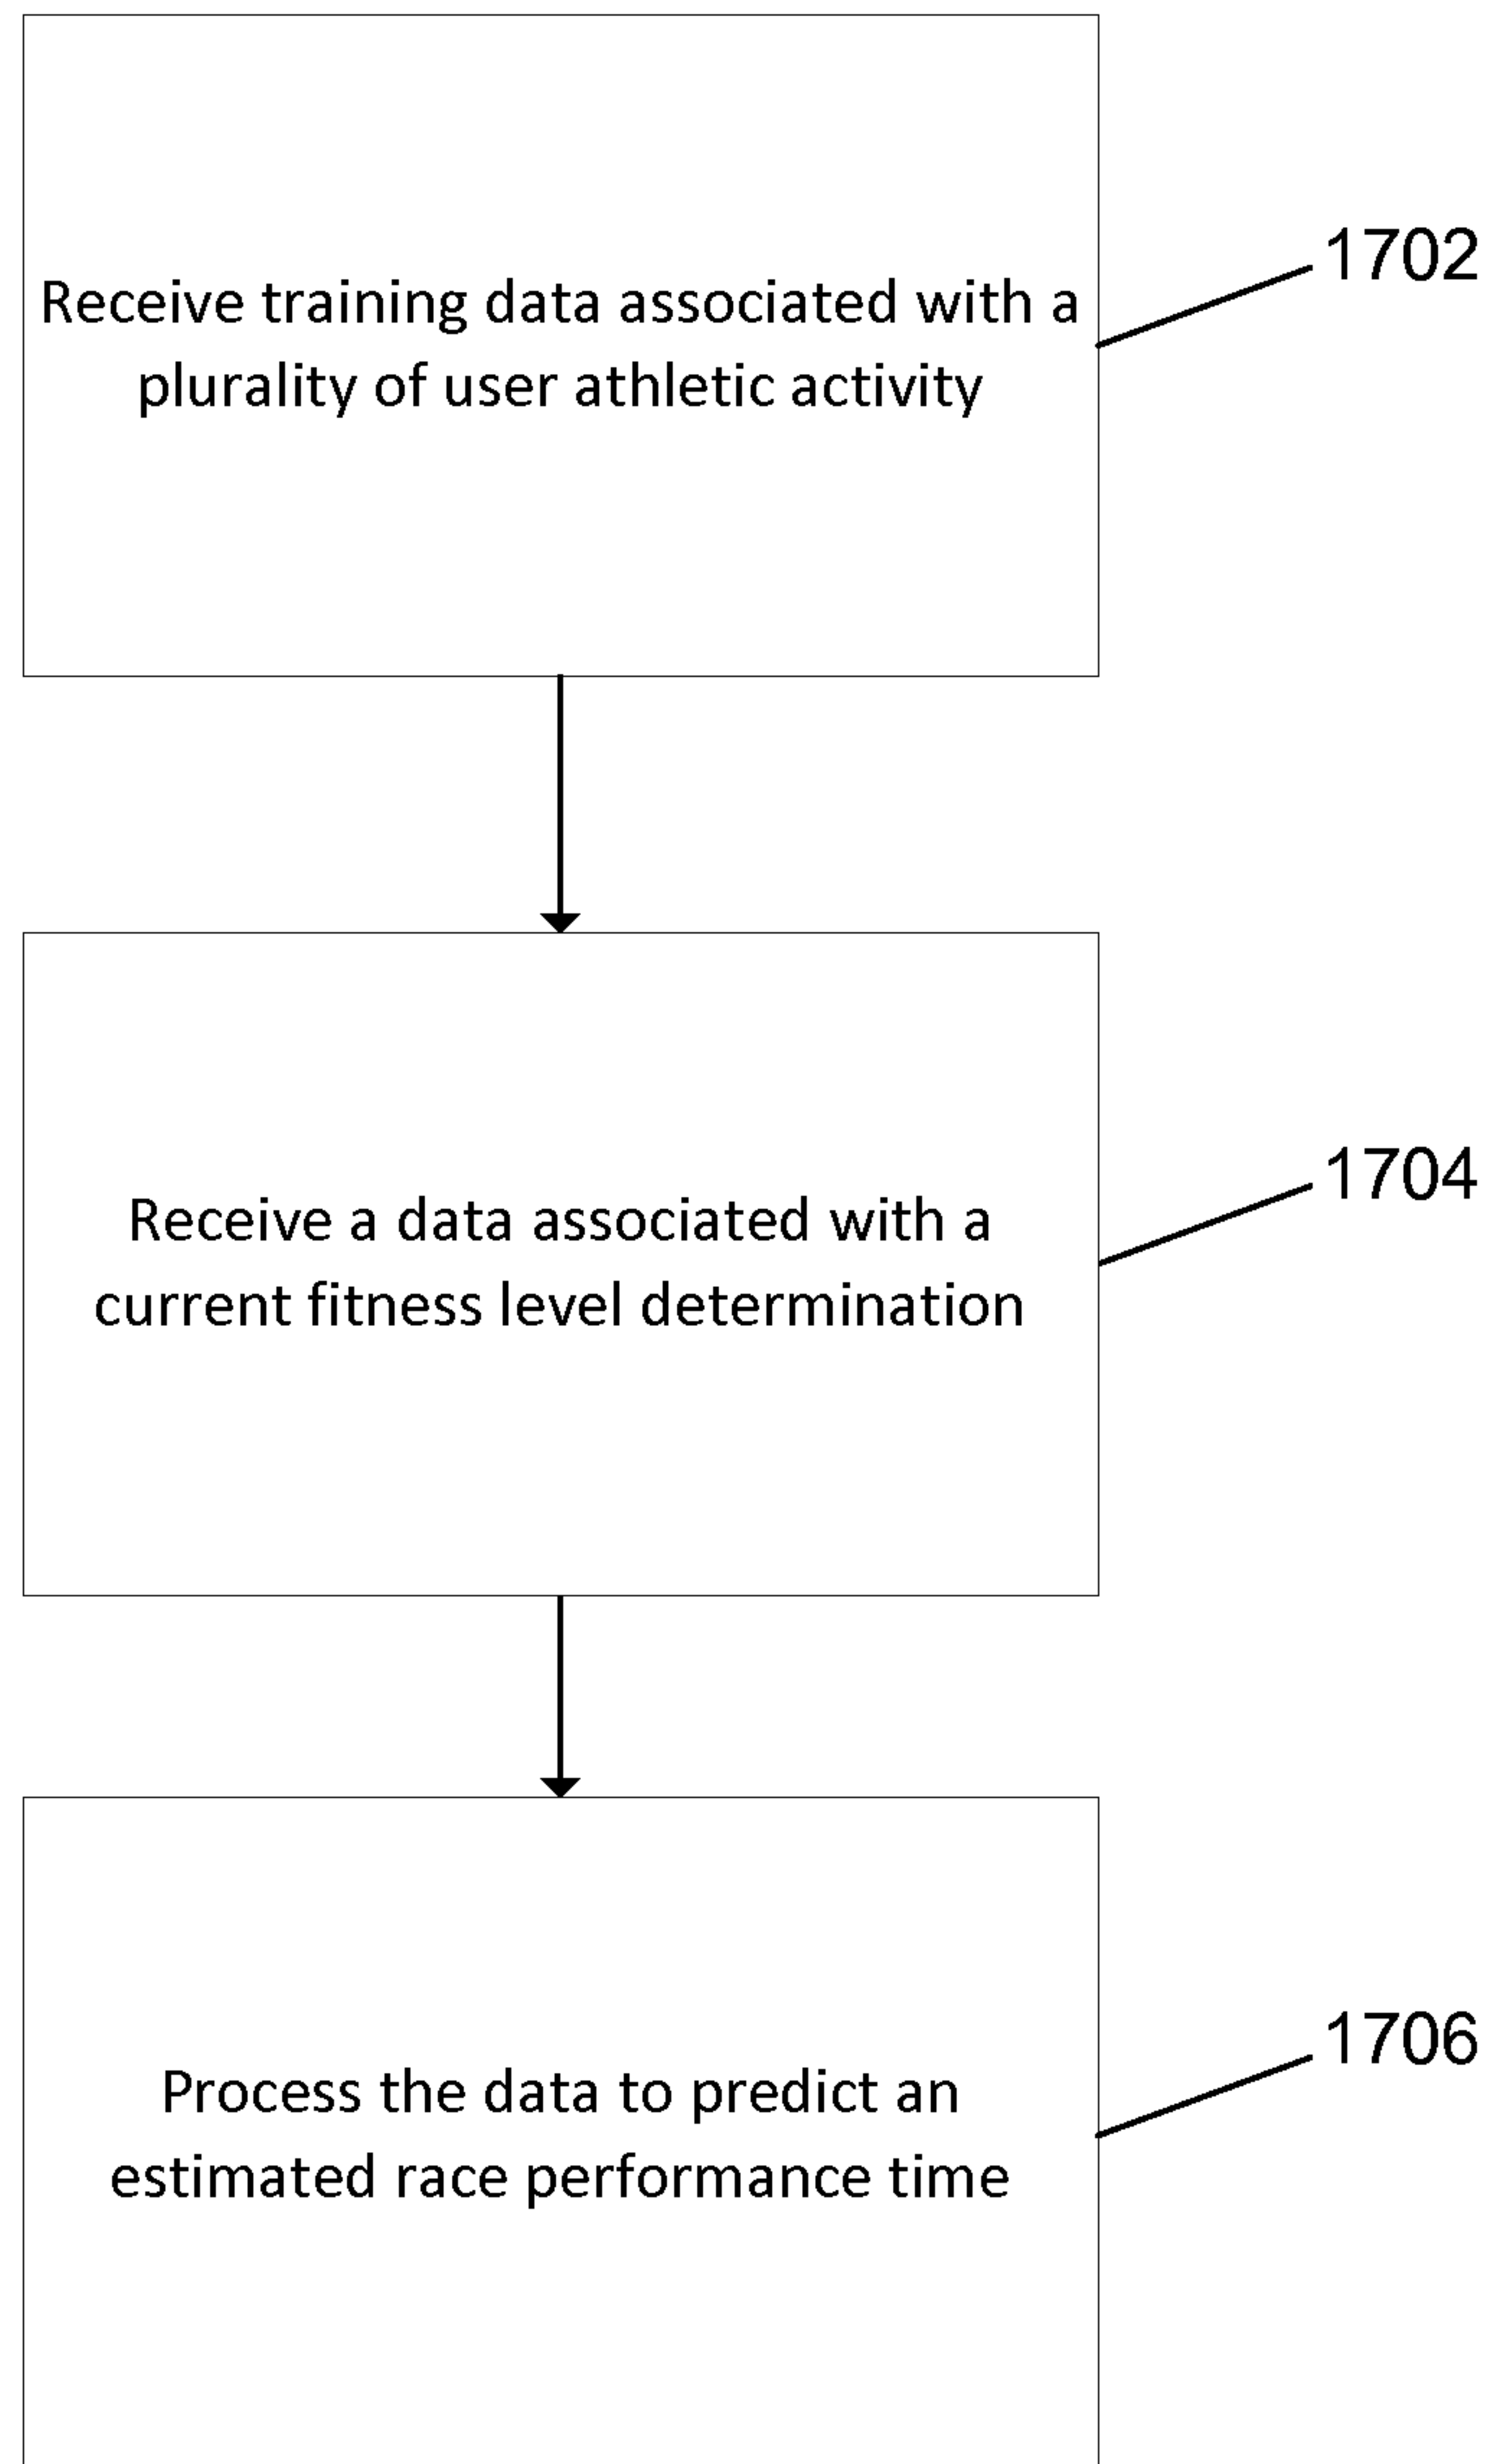 Receive training data associated with a
plurality of user athletic activity
1702
Receive a data associated with a
current fitness level determination
1704
Process the data to predict an
estimated race performance time
1706